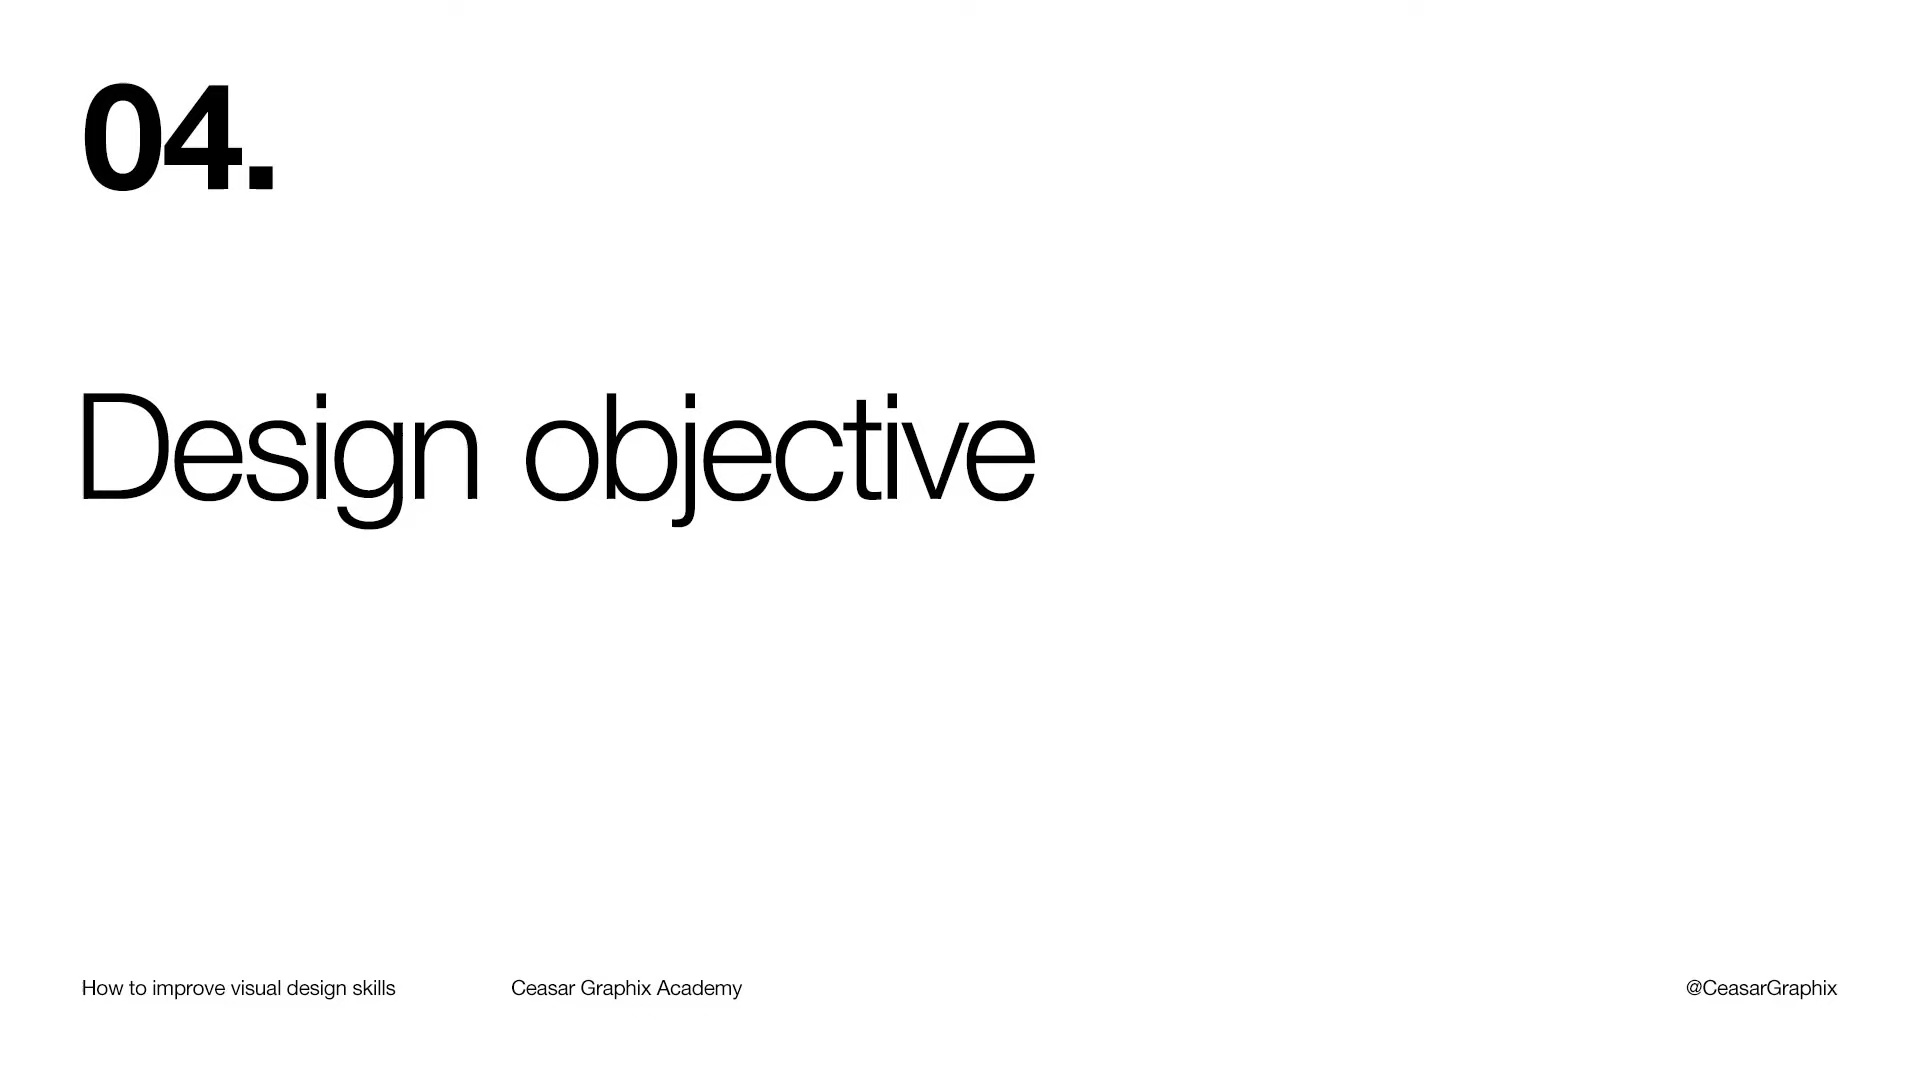 04.
Design objective
How to improve visual design skills
Ceasar Graphix Academy
@CeasarGraphix